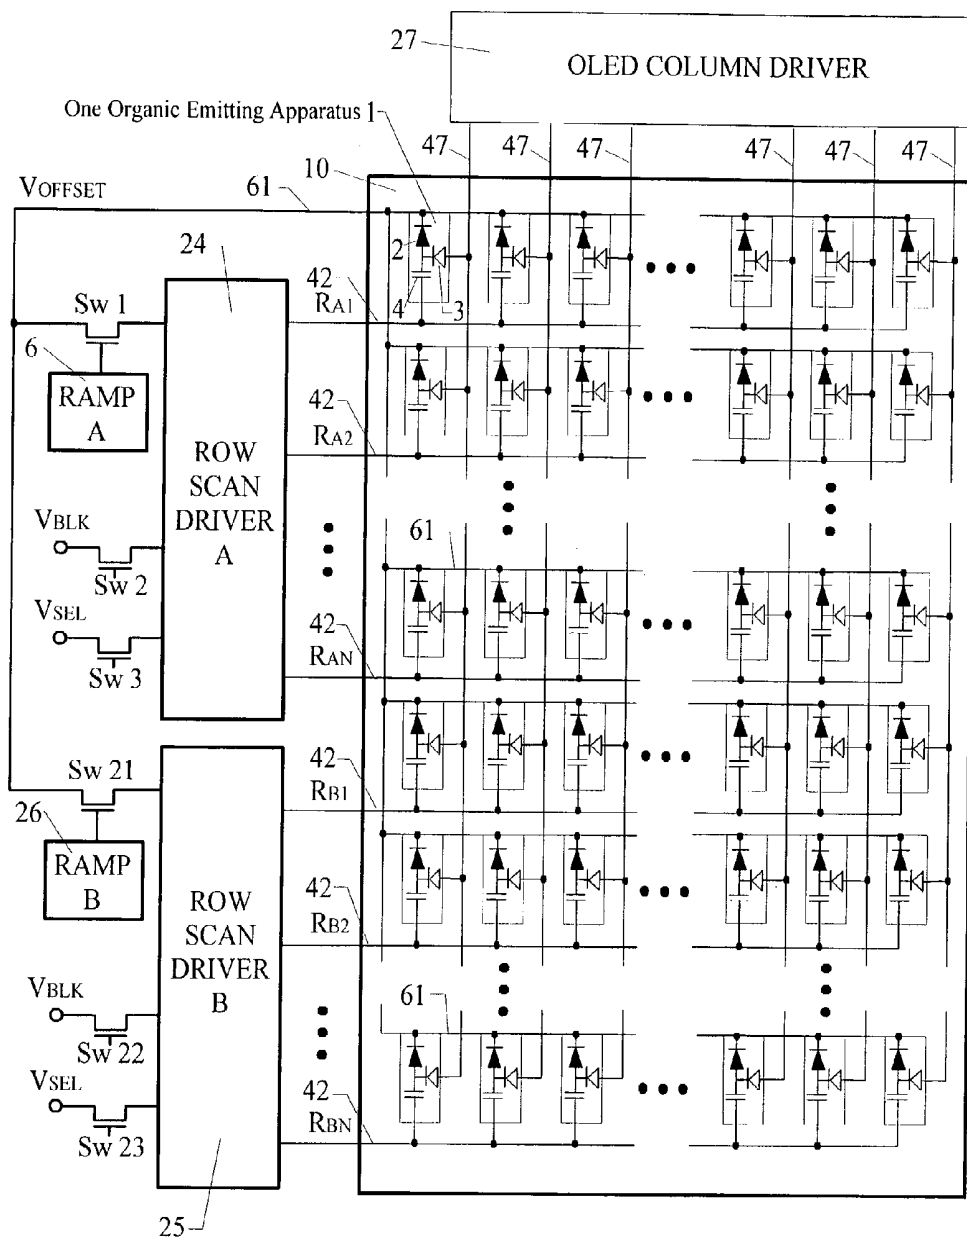 27
OLED COLUMN DRIVER
One Organic Emitting Apparatus 1
47 47 47 47 47 47
10
VOFFSET
61
24
2
42
4
3
RA1
Sw 1
6
RAMP
A
42
RA2
ROW
SCAN
DRIVER
A
VBLK
Sw 2
61
VSEL
Sw 3
42
RAN
Sw 21
42
RB1
26
RAMP
B
42
RB2
ROW
SCAN
DRIVER
B
VBLK
Sw 22
61
VSEL
Sw 23
42
RBN
25